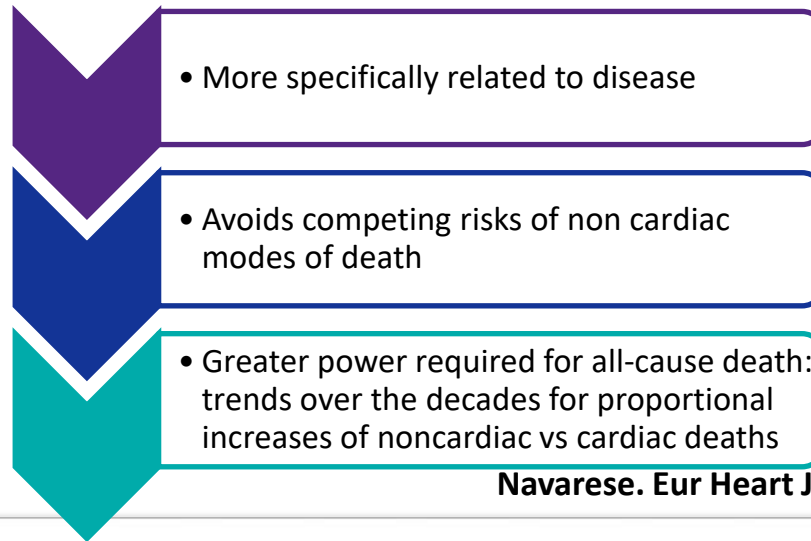 • More specifically related to disease
• Avoids competing risks of non cardiac
modes of death
• Greater power required for all-cause death:
trends over the decades for proportional
increases of noncardiac vs cardiac deaths
Navarese. Eur Heart J